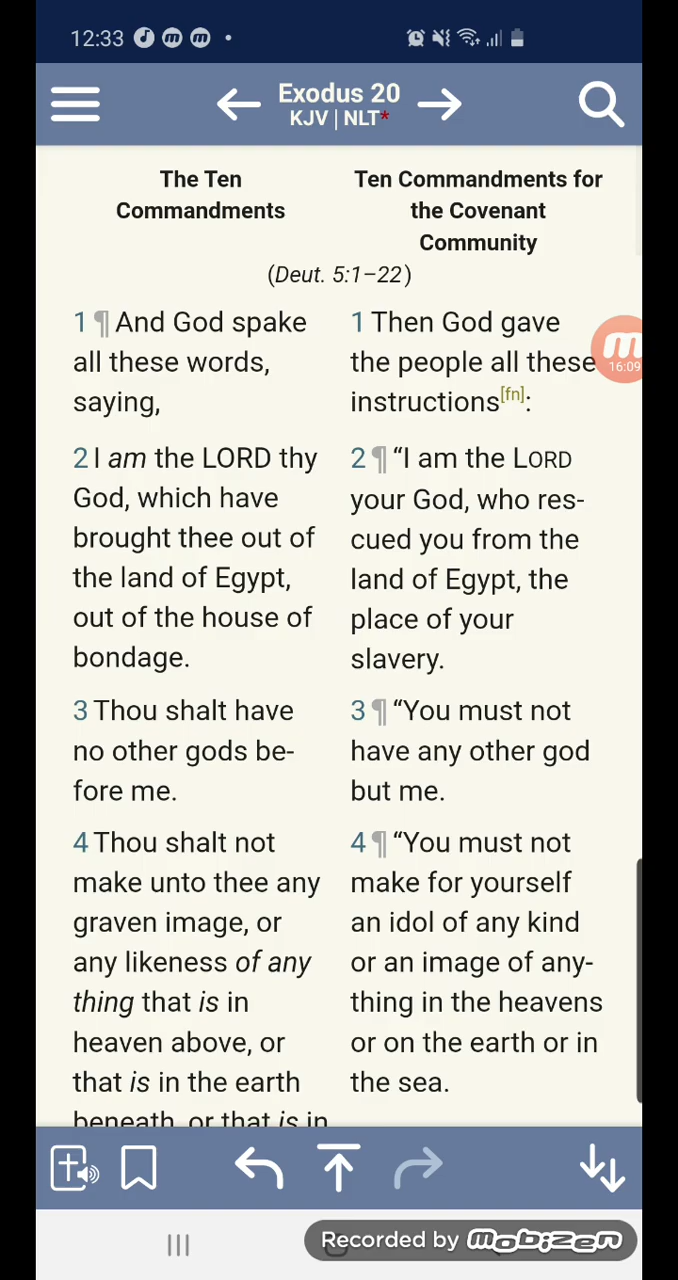 12:33
Exodus 20
KJV | NLT*
The Ten
Commandments
Ten Commandments for
the Covenant
Community
(Deut. 5:1–22)
1 ¶ And God spake
all these words,
saying,
1 Then God gave
the people all these
instructions[fn]:
16:09
2 I am the LORD thy
God, which have
brought thee out of
the land of Egypt,
out of the house of
bondage.
2 ¶ “I am the LORD
your God, who res-
cued you from the
land of Egypt, the
place of your
slavery.
3 Thou shalt have
no other gods be-
fore me.
3 ¶ “You must not
have any other god
but me.
4 Thou shalt not
make unto thee any
graven image, or
any likeness of any
thing that is in
heaven above, or
that is in the earth
beneath, or that is in
4 ¶ “You must not
make for yourself
an idol of any kind
or an image of any-
thing in the heavens
or on the earth or in
the sea.
Recorded by mobizen